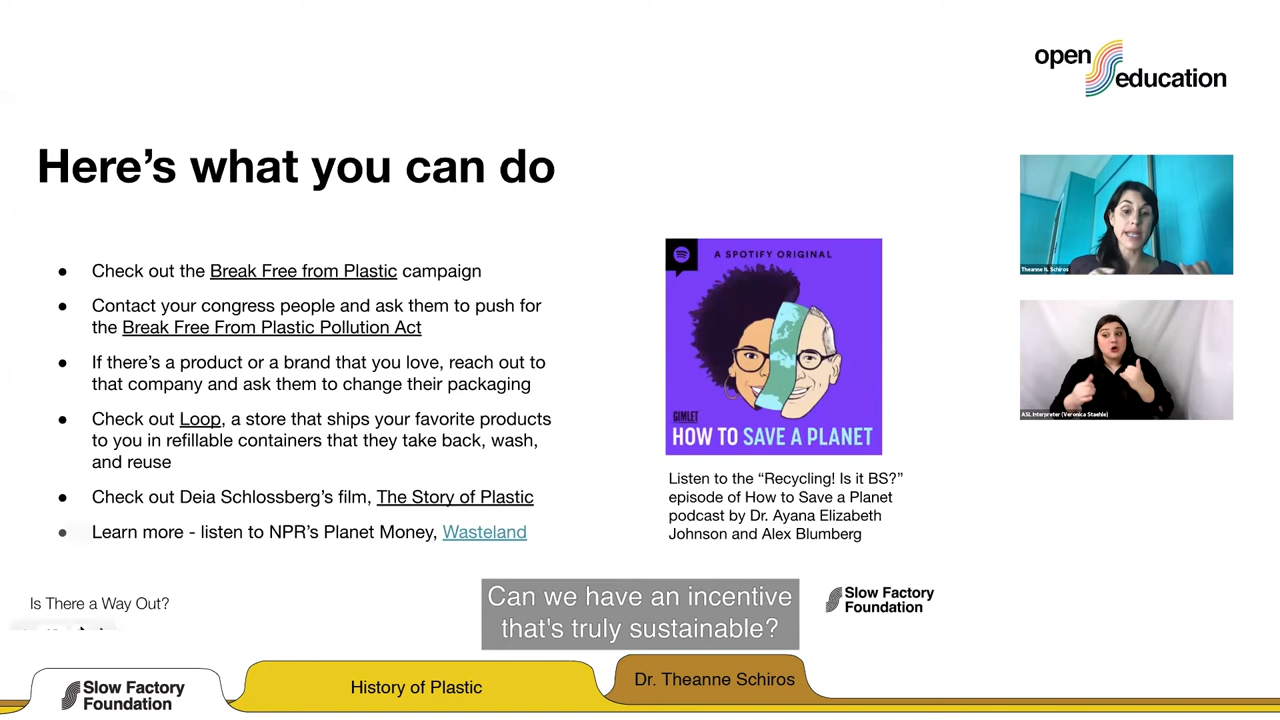 open
education
Here's what you can do
Theanne N. Schiros
● Check out the Break Free from Plastic campaign
● Contact your congress people and ask them to push for
the Break Free From Plastic Pollution Act
● If there's a product or a brand that you love, reach out to
that company and ask them to change their packaging
● Check out Loop, a store that ships your favorite products
to you in refillable containers that they take back, wash,
and reuse
● Check out Deia Schlossberg's film, The Story of Plastic
● Learn more - listen to NPR's Planet Money, Wasteland
A SPOTIFY ORIGINAL
GIMLET
HOW TO SAVE A PLANET
Listen to the “Recycling! Is it BS?”
episode of How to Save a Planet
podcast by Dr. Ayana Elizabeth
Johnson and Alex Blumberg
ASL Interpreter (Veronica Staehle)
Is There a Way Out?
Can we have an incentive
that's truly sustainable?
Slow Factory
Foundation
Slow Factory
Foundation
History of Plastic
Dr. Theanne Schiros